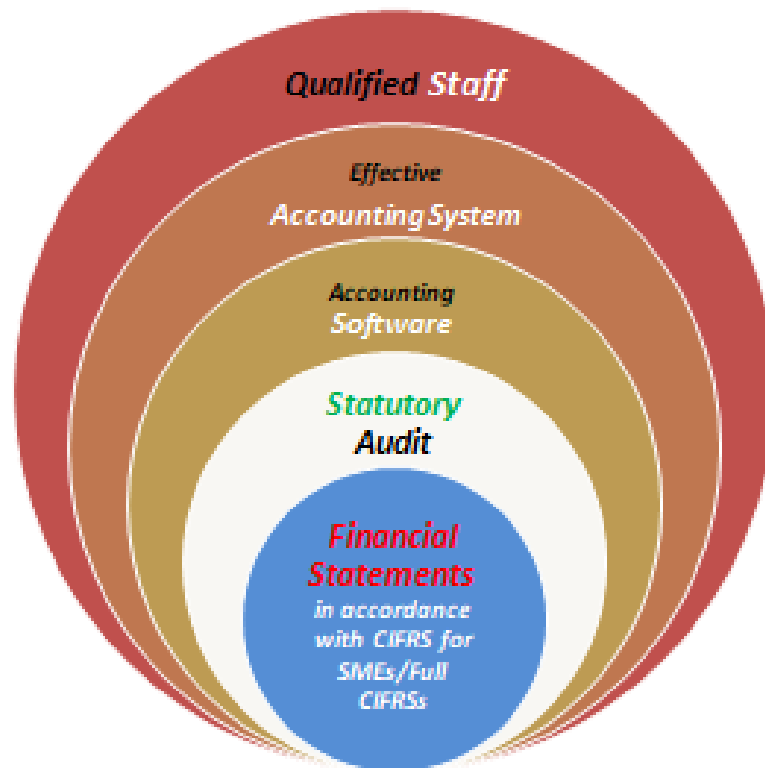 Qualified Staff
Effective
Accounting System
Accounting
Software
Statutory
Audit
Financial
Statements
in accordance
with CIFRS for
SMEs/Full
CIFRSs